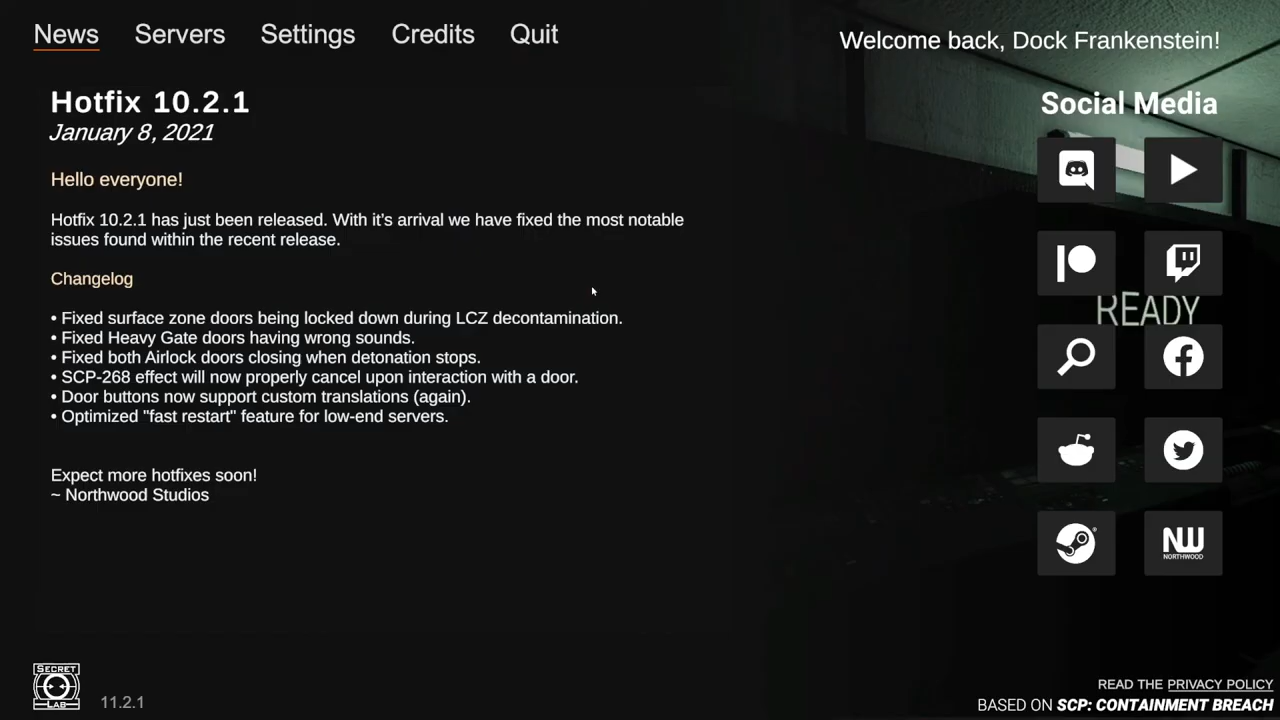 News Servers Settings Credits Quit
Welcome back, Dock Frankenstein!
Hotfix 10.2.1
January 8, 2021
Hello everyone!
Hotfix 10.2.1 has just been released. With it's arrival we have fixed the most notable
issues found within the recent release.
Changelog
• Fixed surface zone doors being locked down during LCZ decontamination.
• Fixed Heavy Gate doors having wrong sounds.
• Fixed both Airlock doors closing when detonation stops.
• SCP-268 effect will now properly cancel upon interaction with a door.
• Door buttons now support custom translations (again).
• Optimized "fast restart" feature for low-end servers.
Expect more hotfixes soon!
~ Northwood Studios
Social Media
READY
NW
NORTHWOOD
SECRET
LAB
11.2.1
READ THE PRIVACY POLICY
BASED ON SCP: CONTAINMENT BREACH